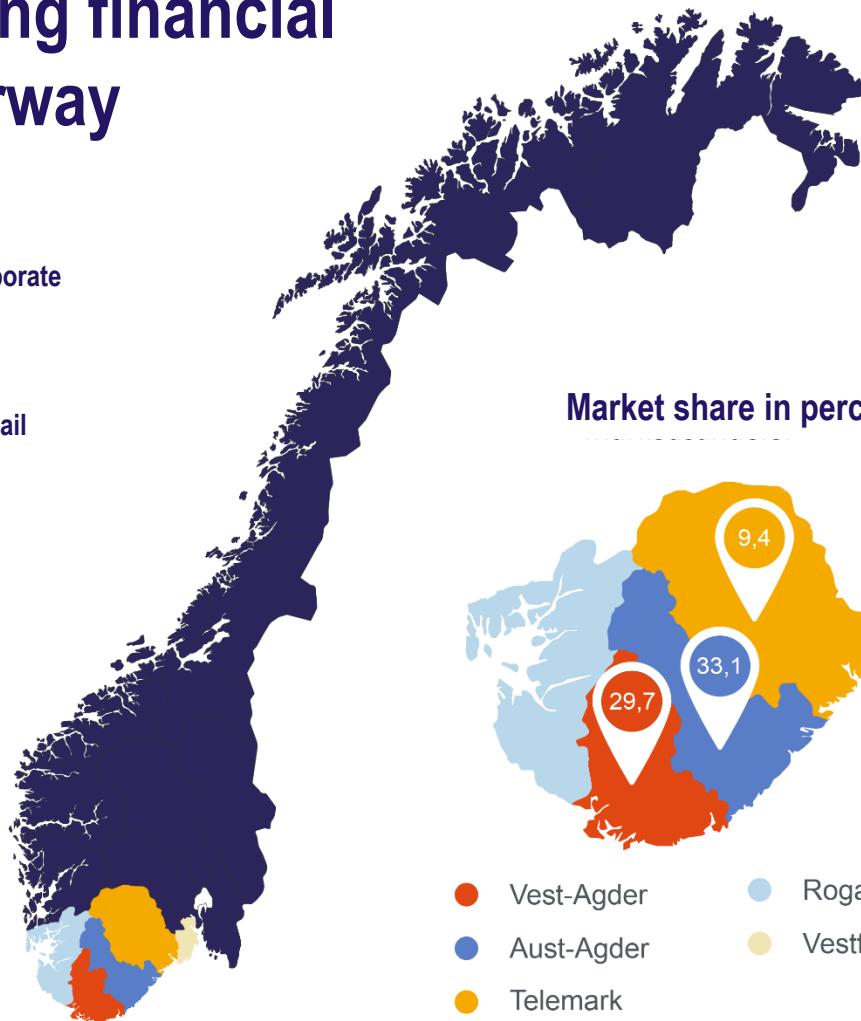 ng financial
rway
porate
ail
Market share in perc
9,4
33,1
29,7
Vest-Agder
Roga
Aust-Agder
Vestf
Telemark